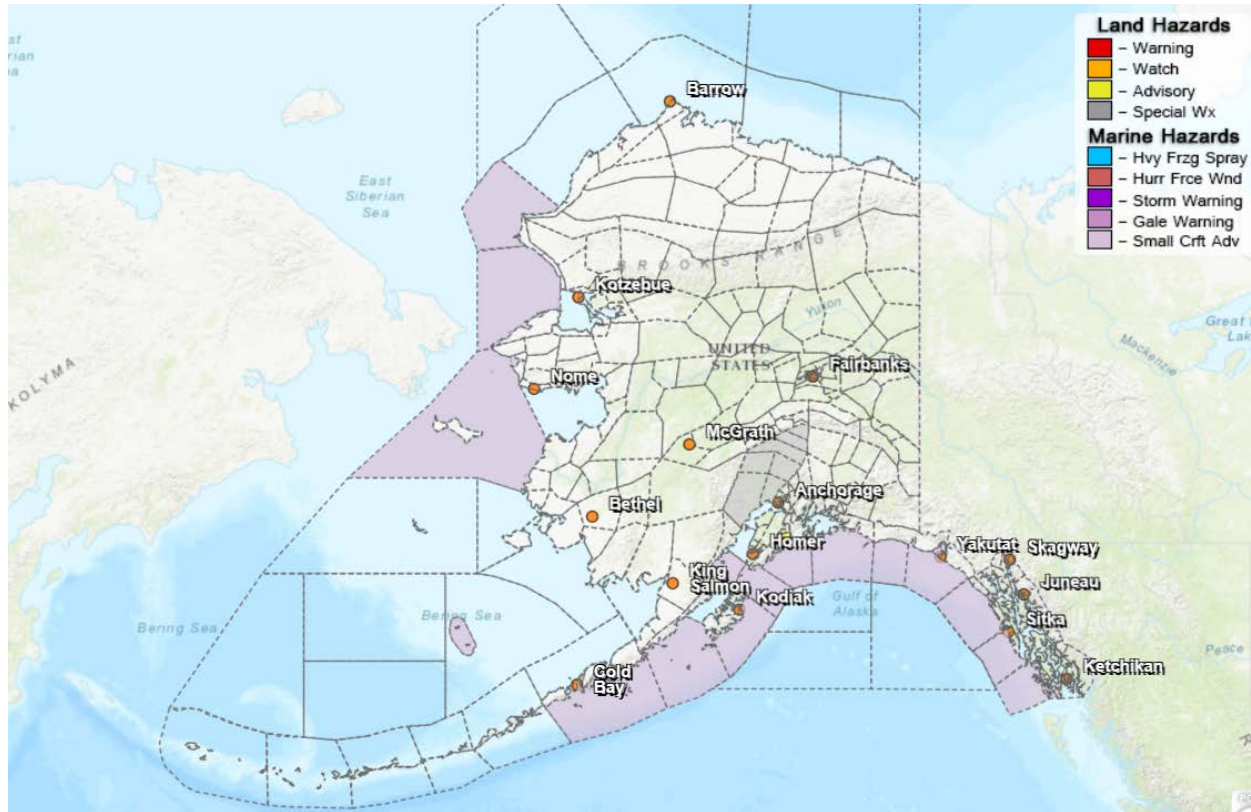 Land Hazards
– Warning
– Watch
– Advisory
– Special Wx
Marine Hazards
– Hvy Frzg Spray
– Hurr Frce Wnd
– Storm Warning
– Gale Warning
– Small Crft Adv
Barrow
East
Siberian
Sea
BROOKS RANGE
Kotzebue
Yukon
UNITED
STATES
Fairbanks
Mackenzie
KOLYMA
Nome
McGrath
Anchorage
Bethel
Homer
Yakutat
Skagway
King
Salmon
Kodiak
Juneau
Gulf of
Alaska
Sitka
Bering Sea
Bering Sea
Peace
Cold
Bay
Ketchikan